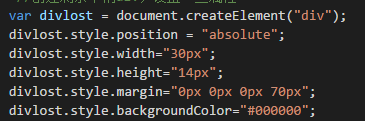 var divlost = document.createElement("div");
divlost.style.position = "absolute";
divlost.style.width="30px";
divlost.style.height="14px";
divlost.style.margin="0px 0px 0px 70px";
divlost.style.backgroundColor="#000000";